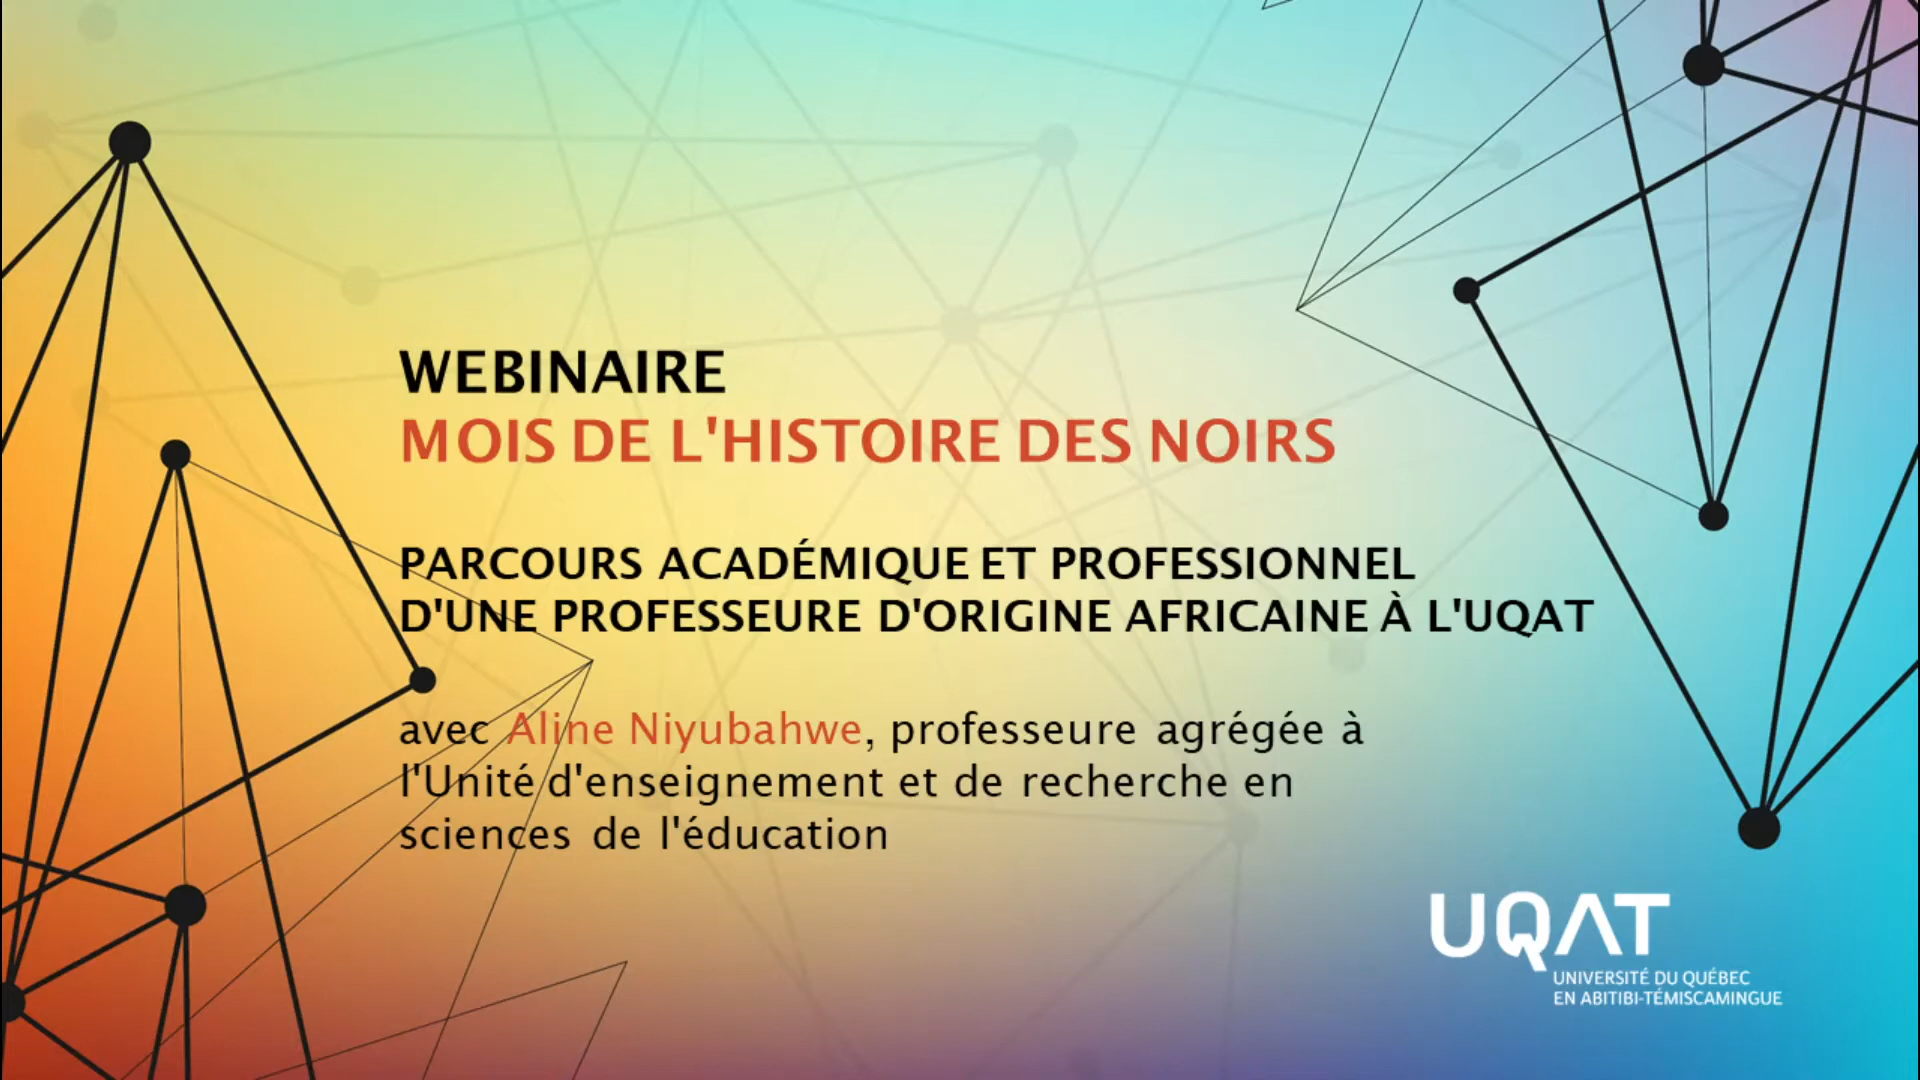 WEBINAIRE
MOIS DE L'HISTOIRE DES NOIRS
PARCOURS ACADÉMIQUE ET PROFESSIONNEL
D'UNE PROFESSEURE D'ORIGINE AFRICAINE À L'UQAT
avec Aline Niyubahwe, professeure agrégée à
l'Unité d'enseignement et de recherche en
sciences de l'éducation
UQAT
UNIVERSITÉ DU QUÉBEC
EN ABITIBI-TÉMISCAMINGUE